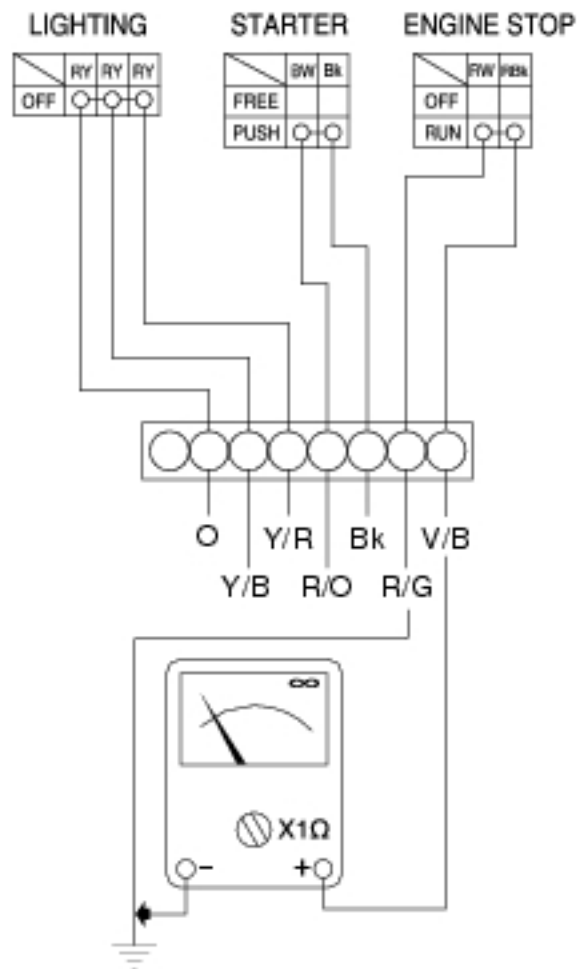 LIGHTING STARTER ENGINE STOP
RY RY RY BW Bk RW RBk
OFF FREE OFF
PUSH RUN
O Y/R Bk V/B
Y/B R/O R/G
∞
X1Ω
- +